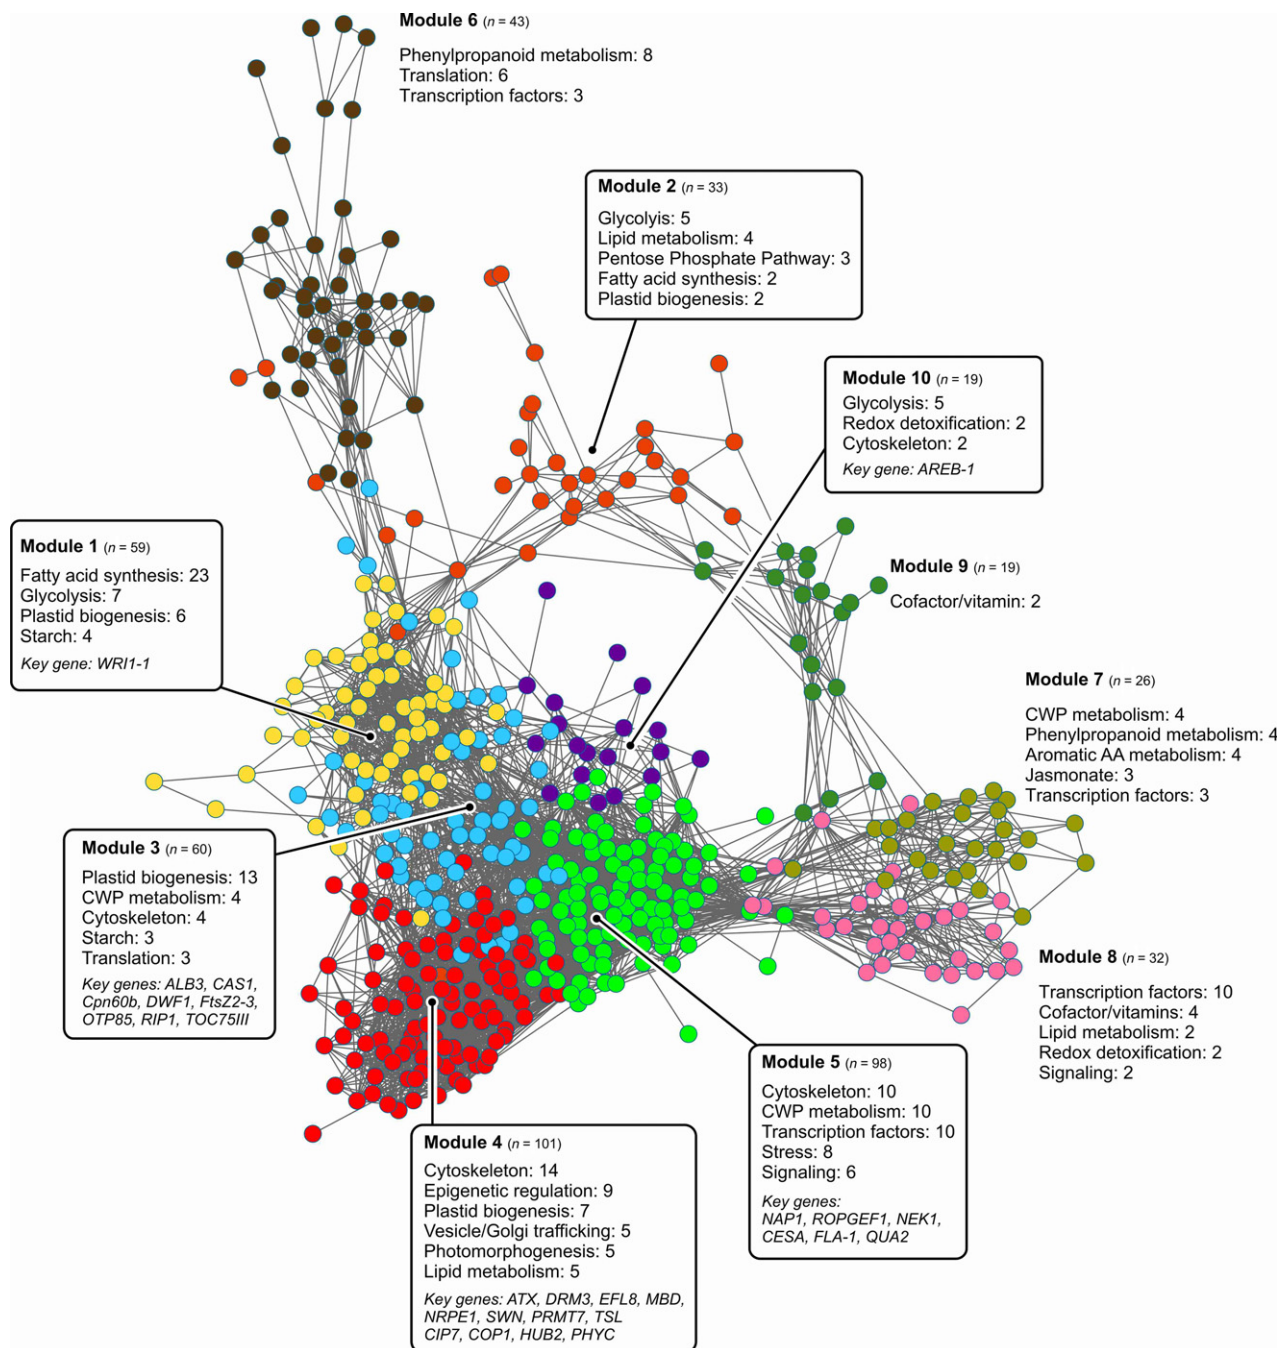 Module 6 (n = 43)
Phenylpropanoid metabolism: 8
Translation: 6
Transcription factors: 3
Module 2 (n = 33)
Glycolyis: 5
Lipid metabolism: 4
Pentose Phosphate Pathway: 3
Fatty acid synthesis: 2
Plastid biogenesis: 2
Module 10 (n = 19)
Glycolysis: 5
Redox detoxification: 2
Cytoskeleton: 2
Key gene: AREB-1
Module 1 (n = 59)
Fatty acid synthesis: 23
Glycolysis: 7
Plastid biogenesis: 6
Starch: 4
Key gene: WRI1-1
Module 9 (n = 19)
Cofactor/vitamin: 2
Module 7 (n = 26)
CWP metabolism: 4
Phenylpropanoid metabolism: 4
Aromatic AA metabolism: 4
Jasmonate: 3
Transcription factors: 3
Module 3 (n = 60)
Plastid biogenesis: 13
CWP metabolism: 4
Cytoskeleton: 4
Starch: 3
Translation: 3
Key genes: ALB3, CAS1,
Cpn60b, DWF1, FtsZ2-3,
OTP85, RIP1, TOC75III
Module 8 (n = 32)
Transcription factors: 10
Cofactor/vitamins: 4
Lipid metabolism: 2
Redox detoxification: 2
Signaling: 2
Module 5 (n = 98)
Cytoskeleton: 10
CWP metabolism: 10
Transcription factors: 10
Stress: 8
Signaling: 6
Key genes:
NAP1, ROPGEF1, NEK1,
CESA, FLA-1, QUA2
Module 4 (n = 101)
Cytoskeleton: 14
Epigenetic regulation: 9
Plastid biogenesis: 7
Vesicle/Golgi trafficking: 5
Photomorphogenesis: 5
Lipid metabolism: 5
Key genes: ATX, DRM3, EFL8, MBD,
NRPE1, SWN, PRMT7, TSL
CIP7, COP1, HUB2, PHYC